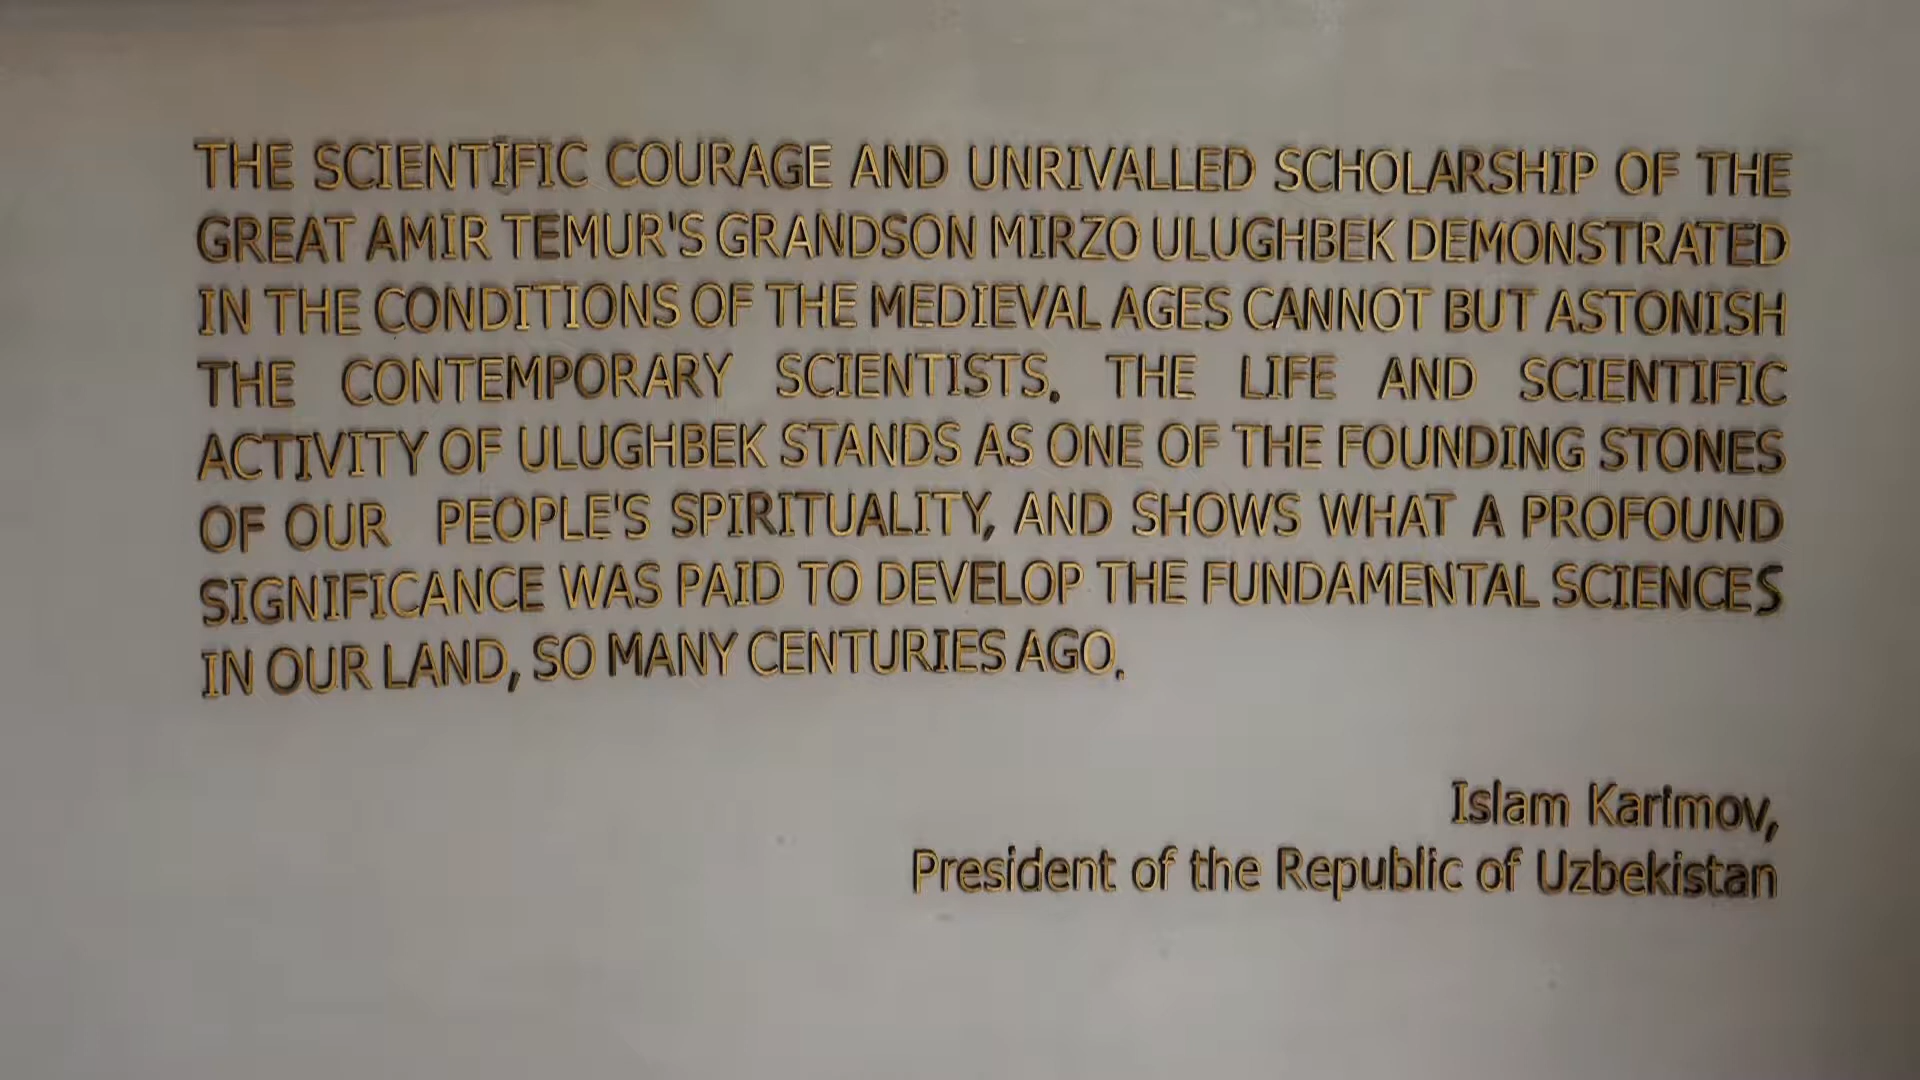 THE SCIENTIFIC COURAGE AND UNRIVALLED SCHOLARSHIP OF THE
GREAT AMIR TEMUR'S GRANDSON MIRZO ULUGHBEK DEMONSTRATED
IN THE CONDITIONS OF THE MEDIEVAL AGES CANNOT BUT ASTONISH
THE CONTEMPORARY SCIENTISTS. THE LIFE AND SCIENTIFIC
ACTIVITY OF ULUGHBEK STANDS AS ONE OF THE FOUNDING STONES
OF OUR PEOPLE'S SPIRITUALITY, AND SHOWS WHAT A PROFOUND
SIGNIFICANCE WAS PAID TO DEVELOP THE FUNDAMENTAL SCIENCES
IN OUR LAND, SO MANY CENTURIES AGO.
Islam Karimov,
President of the Republic of Uzbekistan